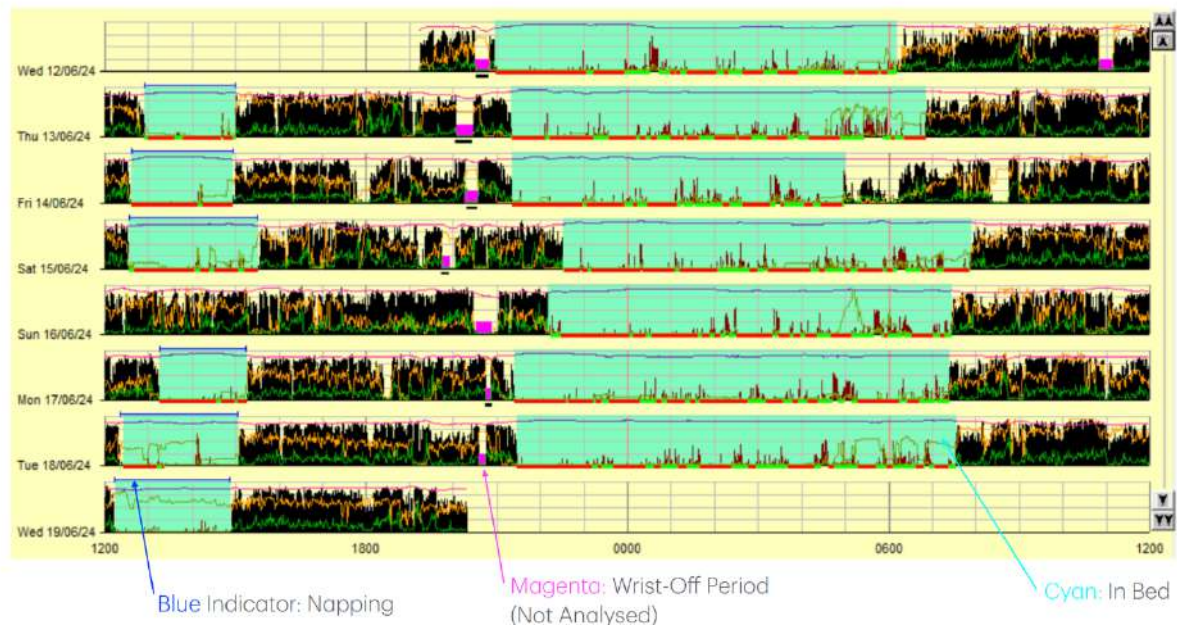 Wed 12/06/24
Thu 13/06/24
Fri 14/06/24
Sat 15/06/24
Sun 16/06/24
Mon 17/06/24
Tue 18/06/24
Wed 19/06/24
1200 1800 0000 0600 1200
Blue Indicator: Napping
Magenta: Wrist-Off Period
(Not Analysed)
Cyan: In Bed